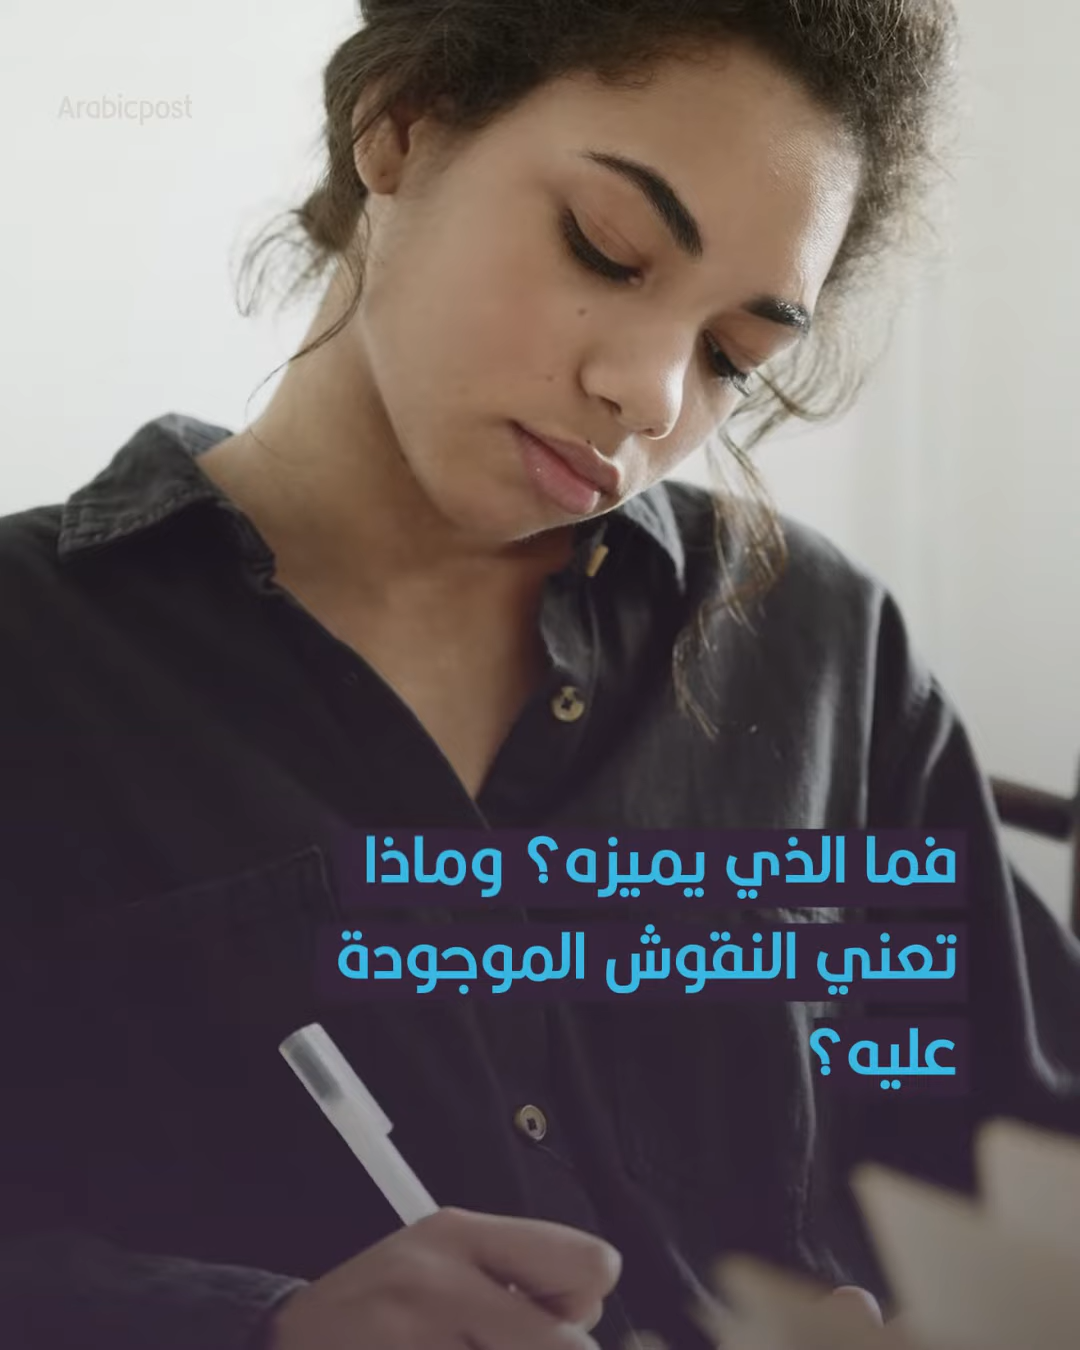 Arabicpost
فما الذي يميزه؟ وماذا
تعني النقوش الموجودة
عليه؟